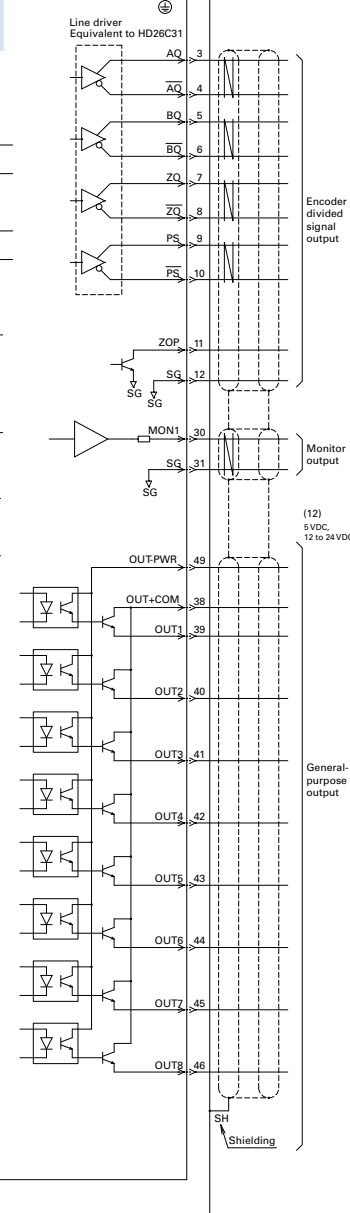 Line driver
Equivalent to HD26C31
AQ 3
AQ 4
BQ 5
BQ 6
ZQ 7
ZQ 8
PS 9
PS 10
Encoder
divided
signal
output
ZOP 11
SG 12
SG
SG
MON1 30
SG 31
SG
Monitor
output
(12)
5 VDC,
12 to 24 VDC
OUT-PWR 49
OUT+COM 38
OUT1 39
OUT2 40
OUT3 41
OUT4 42
OUT5 43
OUT6 44
OUT7 45
OUT8 46
General-
purpose
output
SH
Shielding